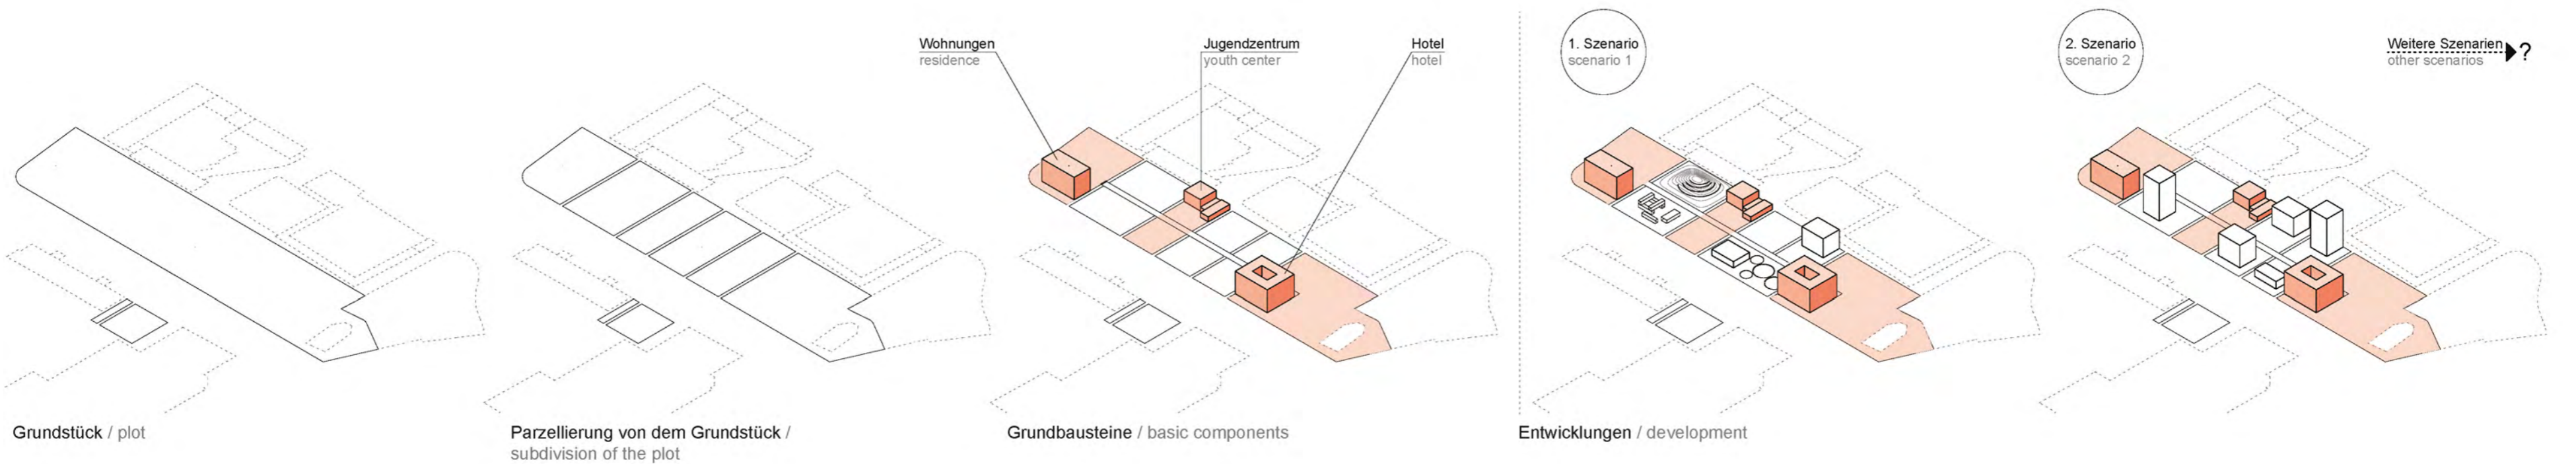 Wohnungen
residence
Jugendzentrum
youth center
Hotel
hotel
1. Szenario
scenario 1
2. Szenario
scenario 2
Weitere Szenarien
other scenarios
?
Grundstück / plot
Parzellierung von dem Grundstück /
subdivision of the plot
Grundbausteine / basic components
Entwicklungen / development